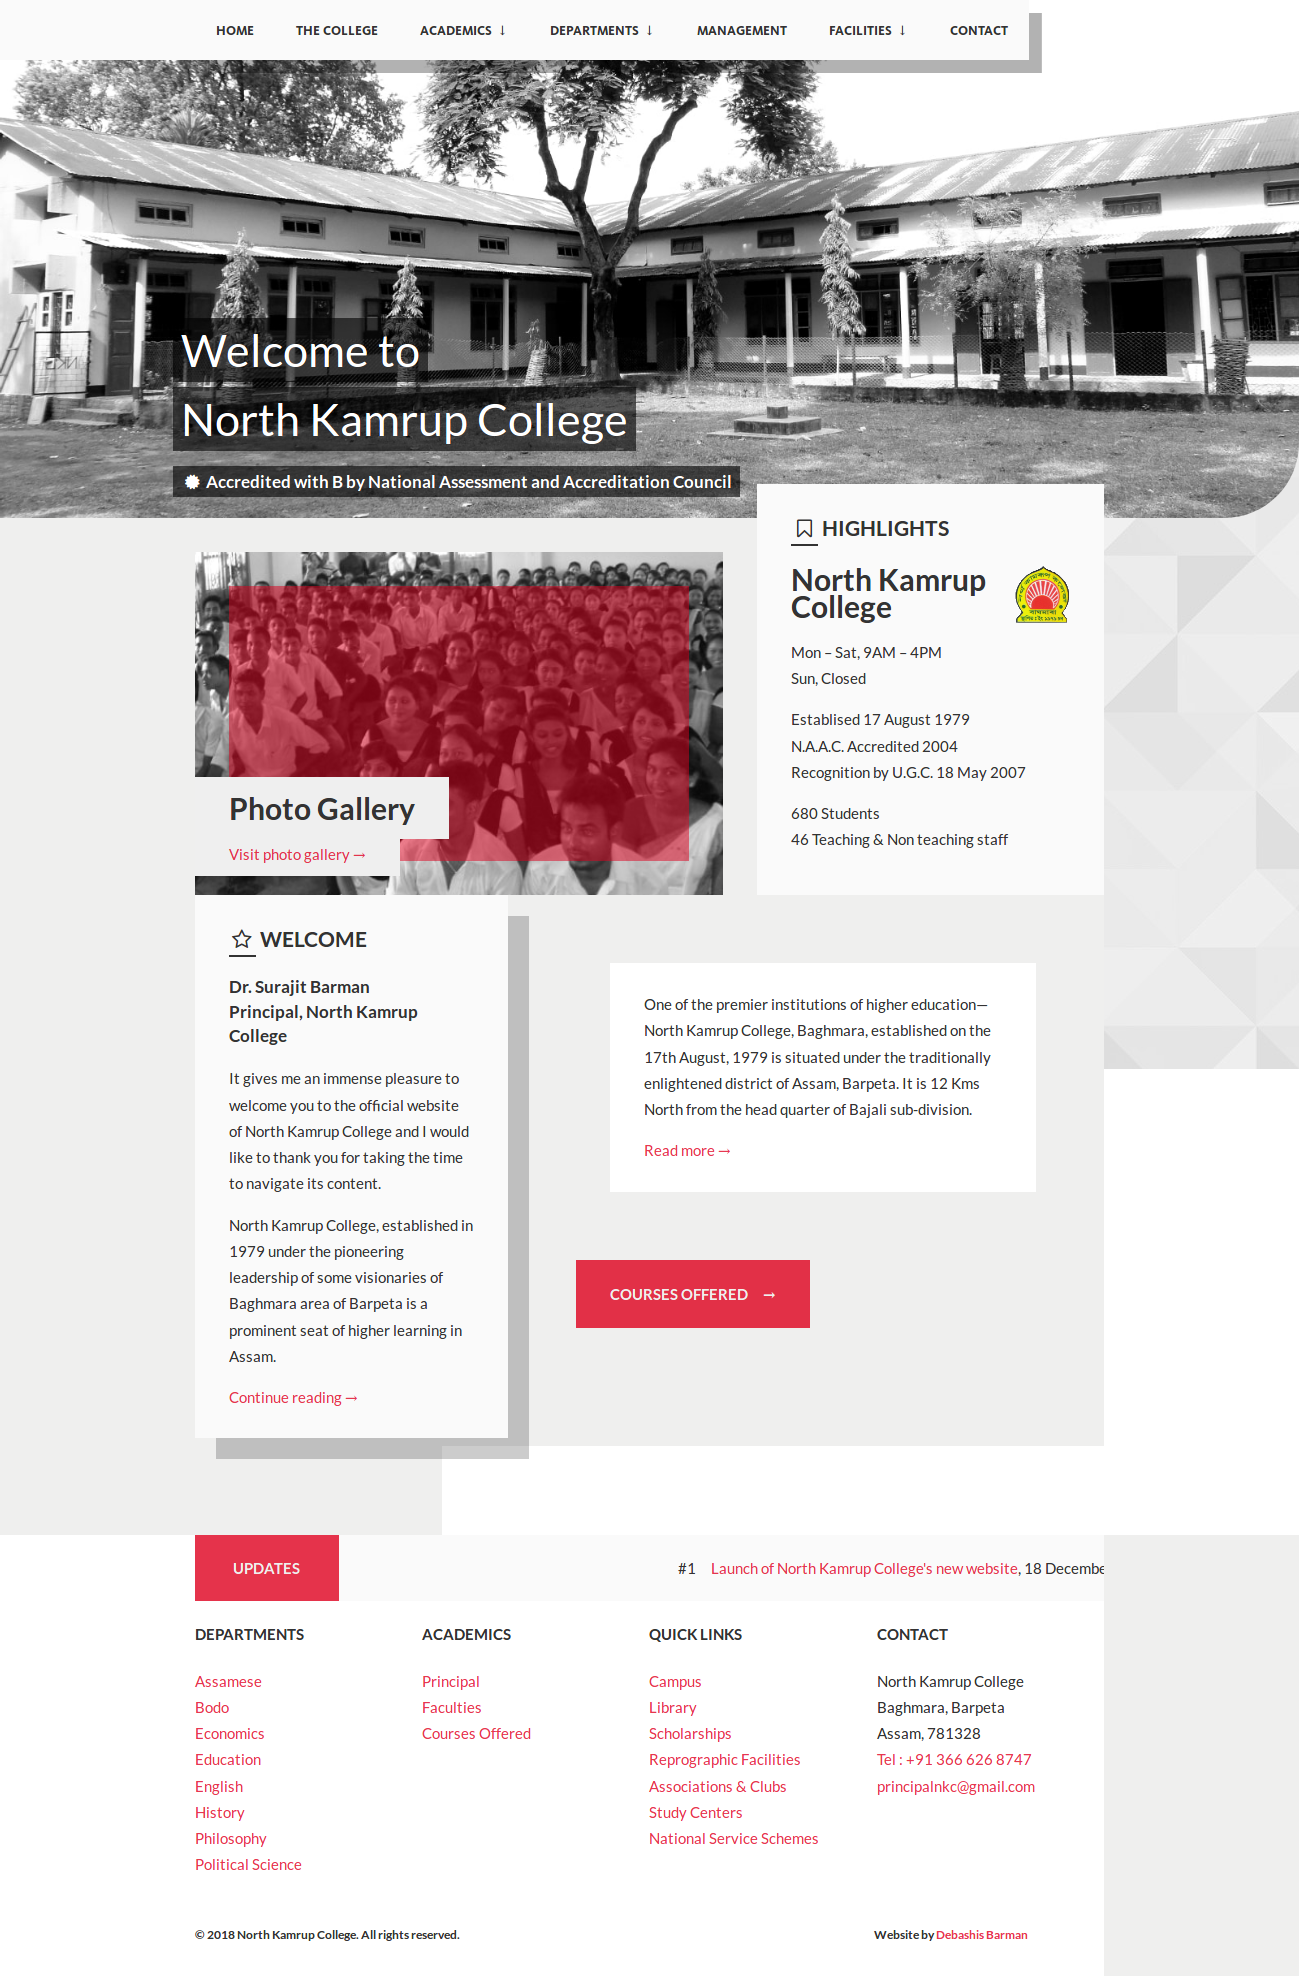 HOME THE COLLEGE ACADEMICS ↓ DEPARTMENTS ↓ MANAGEMENT FACILITIES ↓ CONTACT
Welcome to
North Kamrup College
Accredited with B by National Assessment and Accreditation Council
HIGHLIGHTS
North Kamrup
College
Mon – Sat, 9AM – 4PM
Sun, Closed
Establised 17 August 1979
N.A.A.C. Accredited 2004
Recognition by U.G.C. 18 May 2007
680 Students
46 Teaching & Non teaching staff
Photo Gallery
Visit photo gallery →
WELCOME
Dr. Surajit Barman
Principal, North Kamrup
College
It gives me an immense pleasure to
welcome you to the official website
of North Kamrup College and I would
like to thank you for taking the time
to navigate its content.
North Kamrup College, established in
1979 under the pioneering
leadership of some visionaries of
Baghmara area of Barpeta is a
prominent seat of higher learning in
Assam.
Continue reading →
One of the premier institutions of higher education—
North Kamrup College, Baghmara, established on the
17th August, 1979 is situated under the traditionally
enlightened district of Assam, Barpeta. It is 12 Kms
North from the head quarter of Bajali sub-division.
Read more →
COURSES OFFERED →
UPDATES
#1 Launch of North Kamrup College's new website, 18 Decembe
DEPARTMENTS
Assamese
Bodo
Economics
Education
English
History
Philosophy
Political Science
ACADEMICS
Principal
Faculties
Courses Offered
QUICK LINKS
Campus
Library
Scholarships
Reprographic Facilities
Associations & Clubs
Study Centers
National Service Schemes
CONTACT
North Kamrup College
Baghmara, Barpeta
Assam, 781328
Tel : +91 366 626 8747
principalnkc@gmail.com
© 2018 North Kamrup College. All rights reserved.
Website by Debashis Barman